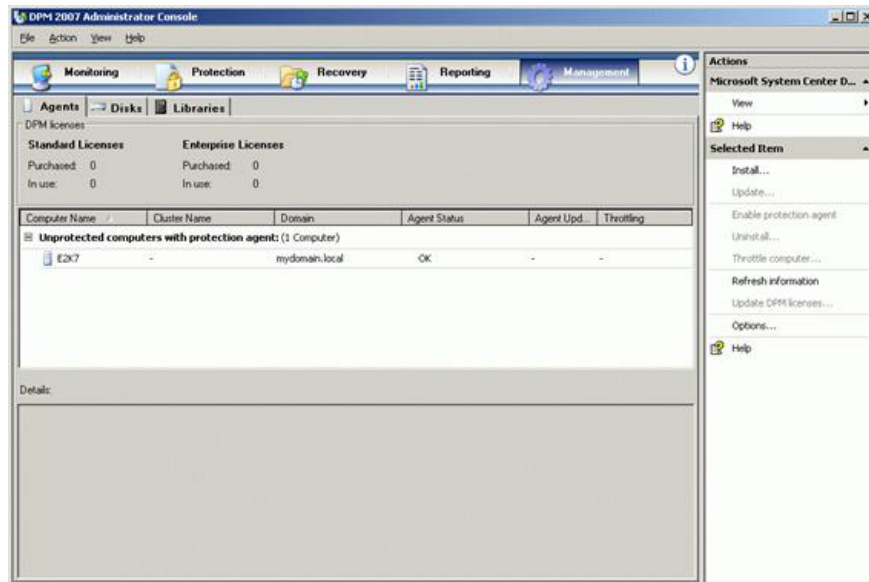 DPM 2007 Administrator Console
File Action View Help
Monitoring Protection Recovery Reporting Management
Agents Disks Libraries
DPM licenses
Standard Licenses Enterprise Licenses
Purchased: 0 Purchased: 0
In use: 0 In use: 0
Computer Name Cluster Name Domain Agent Status Agent Upd... Throttling
Unprotected computers with protection agent: (1 Computer)
E2K7 - mydomain.local OK - -
Details:
Actions
Microsoft System Center D...
View
Help
Selected Item
Install...
Update...
Enable protection agent
Uninstall...
Throttle computer...
Refresh information
Update DPM licenses...
Options...
Help